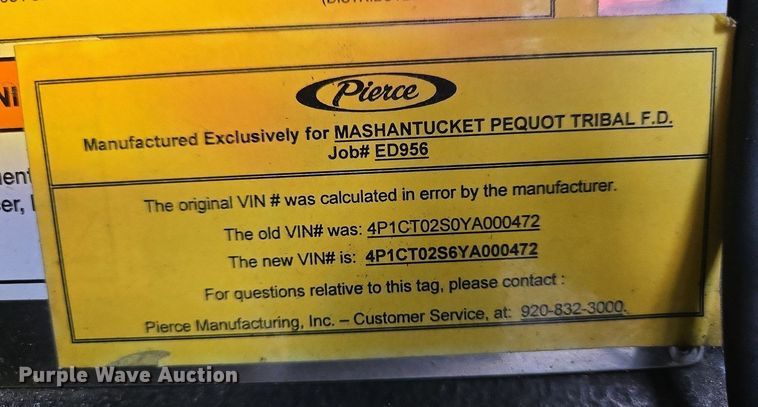 Pierce
Manufactured Exclusively for MASHANTUCKET PEQUOT TRIBAL F.D.
Job# ED956
The original VIN # was calculated in error by the manufacturer.
The old VIN# was: 4P1CT02S0YA000472
The new VIN# is: 4P1CT02S6YA000472
For questions relative to this tag, please contact :
Pierce Manufacturing, Inc. – Customer Service, at: 920-832-3000.
Purple Wave Auction